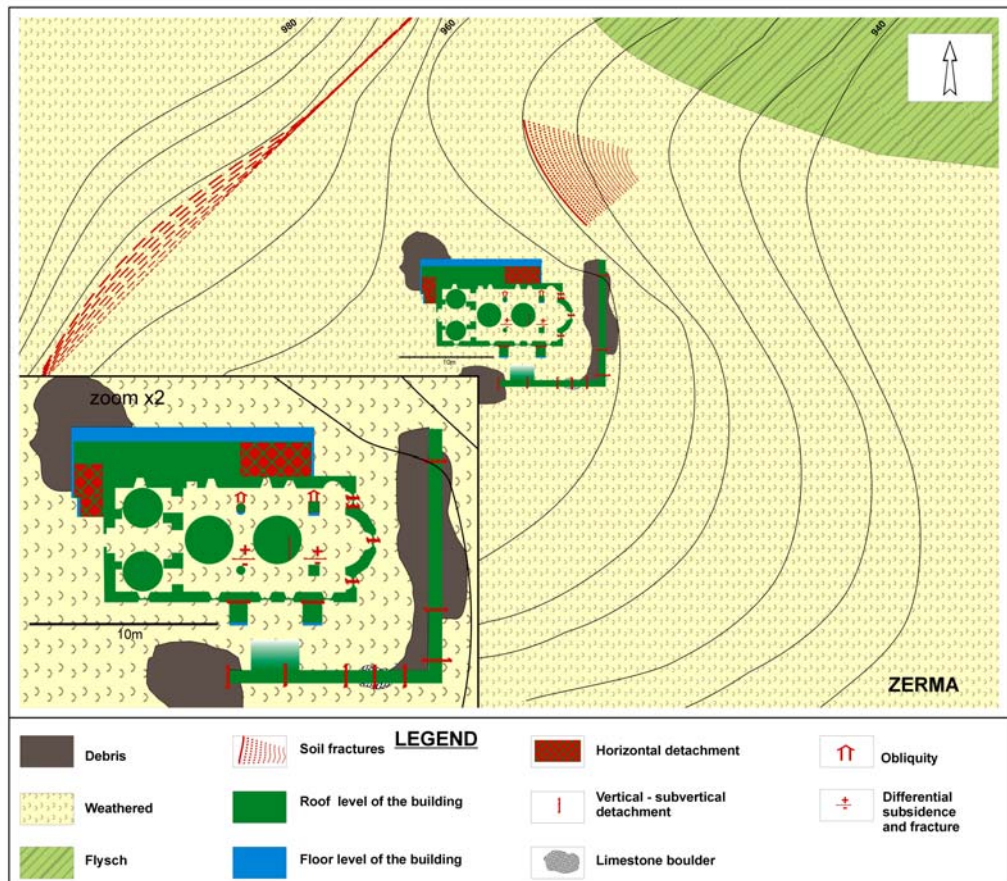 980
960
940
10m
zoom x2
10m
ZERMA
LEGEND
Debris
Soil fractures
Horizontal detachment
Obliquity
Weathered
Roof level of the building
Vertical - subvertical
detachment
Differential
subsidence
and fracture
Flysch
Floor level of the building
Limestone boulder